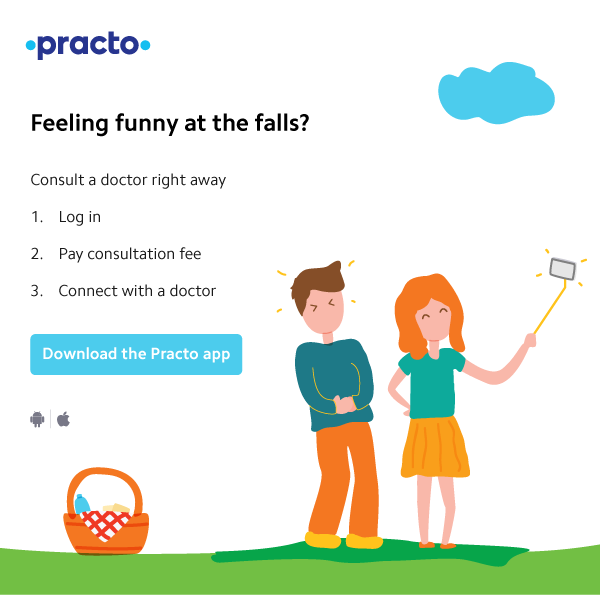 practo
Feeling funny at the falls?
Consult a doctor right away
1. Log in
2. Pay consultation fee
3. Connect with a doctor
Download the Practo app